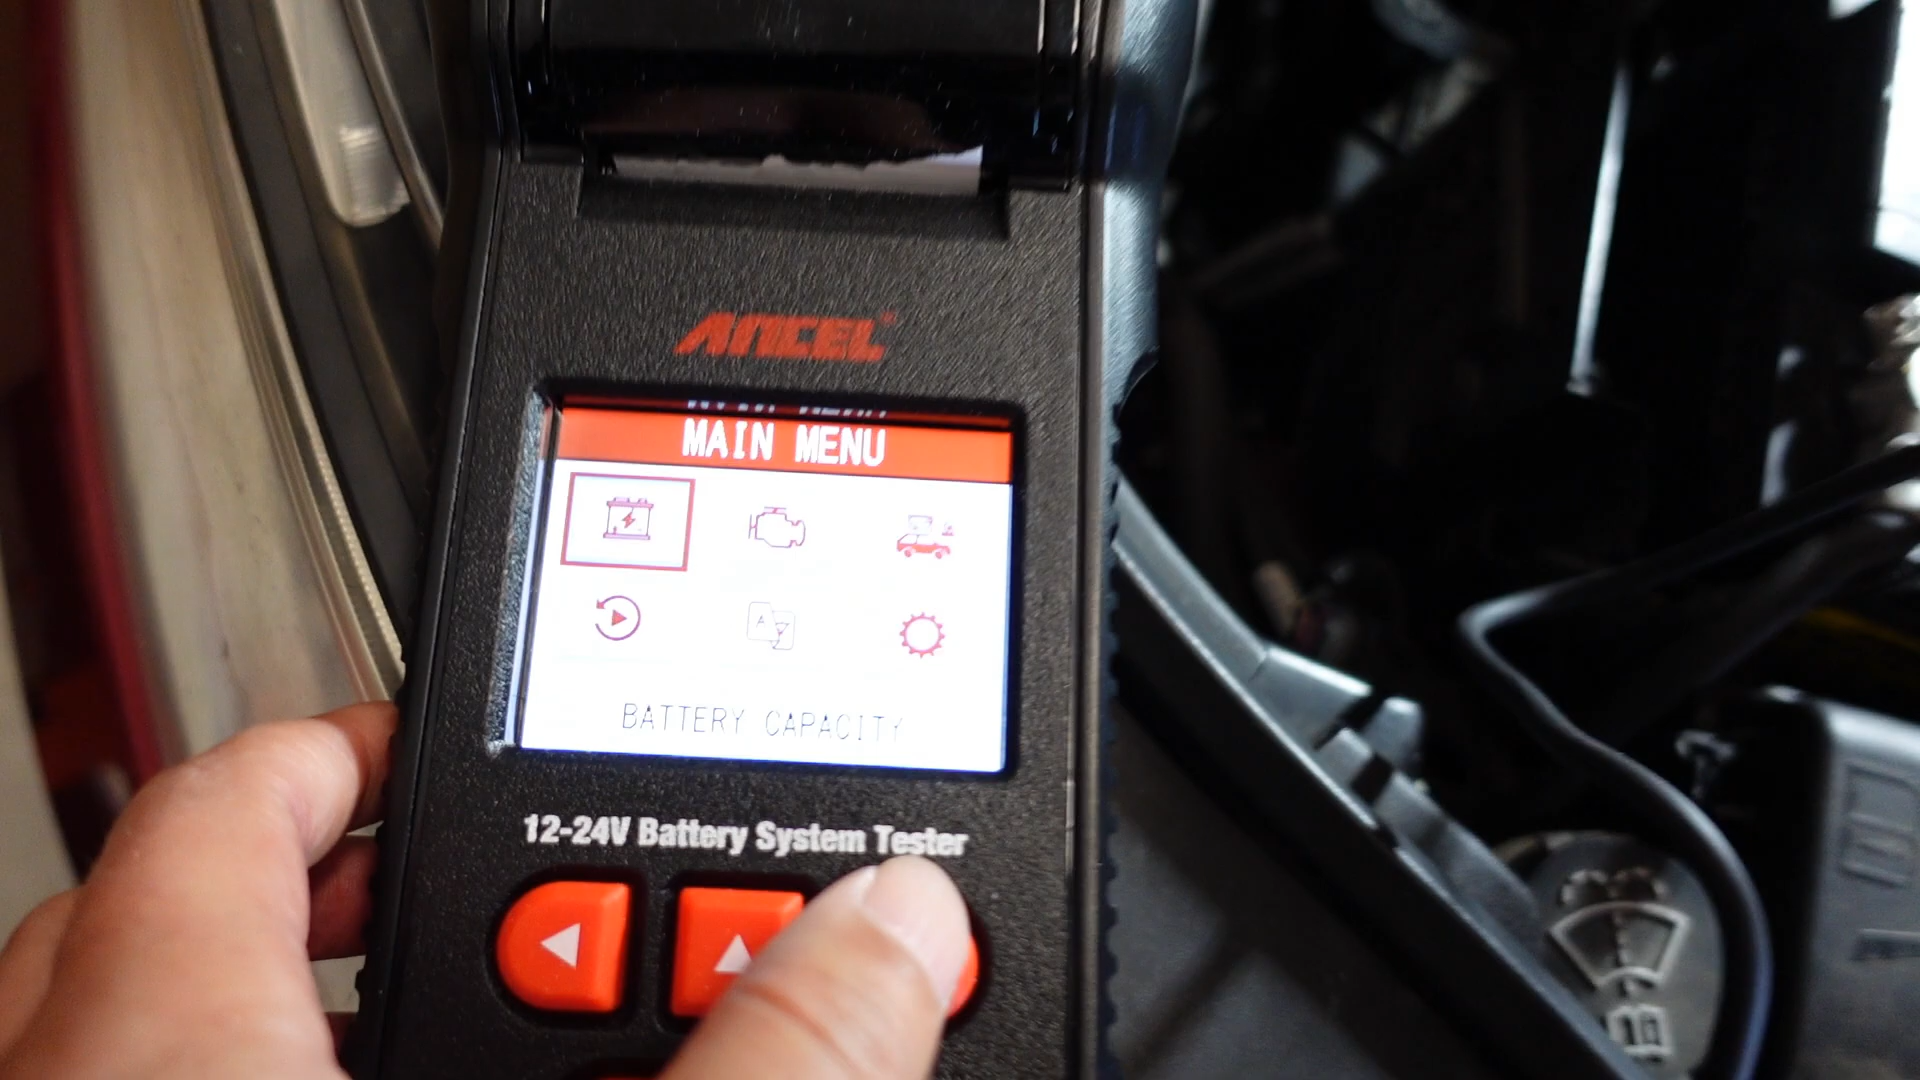 ANCEL®
MAIN MENU
BATTERY CAPACITY
12-24V Battery System Tester